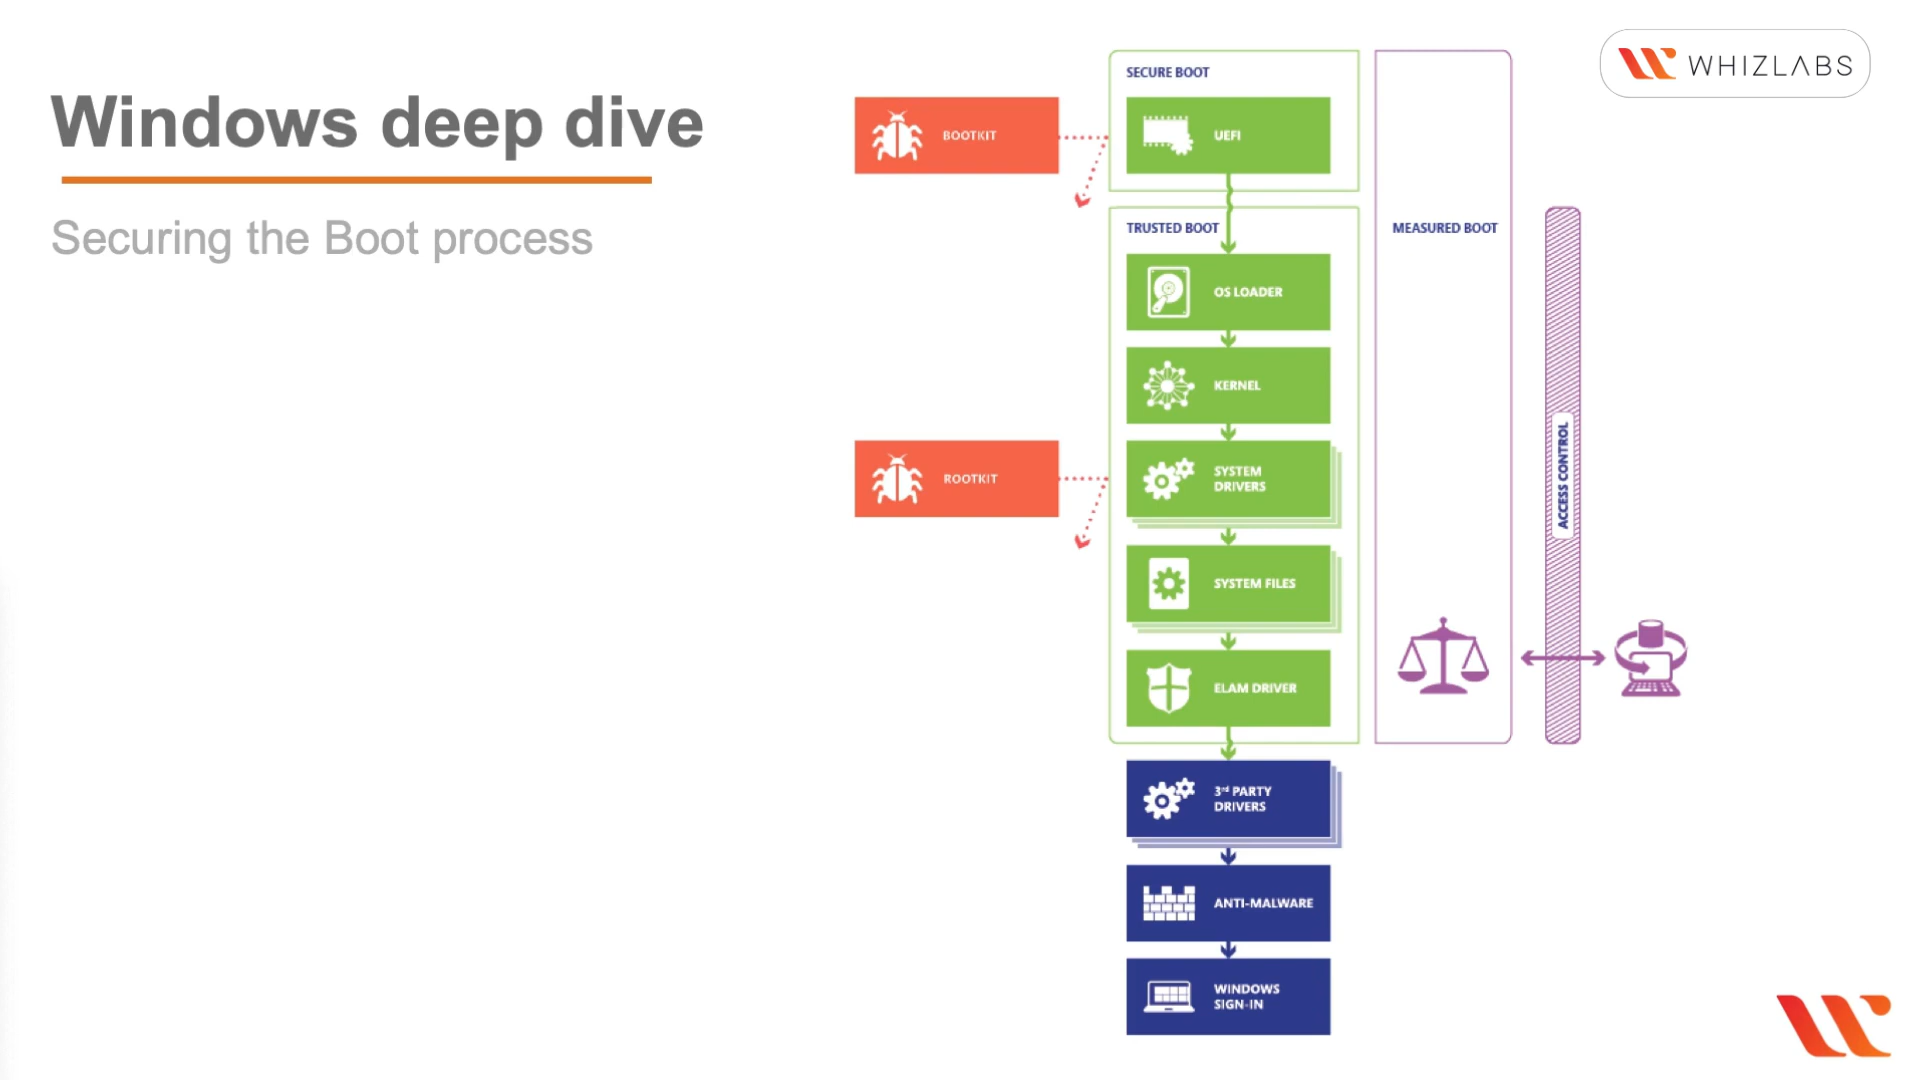 WHIZLABS
Windows deep dive
Securing the Boot process
SECURE BOOT
BOOTKIT
UEFI
TRUSTED BOOT
MEASURED BOOT
OS LOADER
KERNEL
ROOTKIT
SYSTEM
DRIVERS
ACCESS CONTROL
SYSTEM FILES
ELAM DRIVER
3rd PARTY
DRIVERS
ANTI-MALWARE
WINDOWS
SIGN-IN